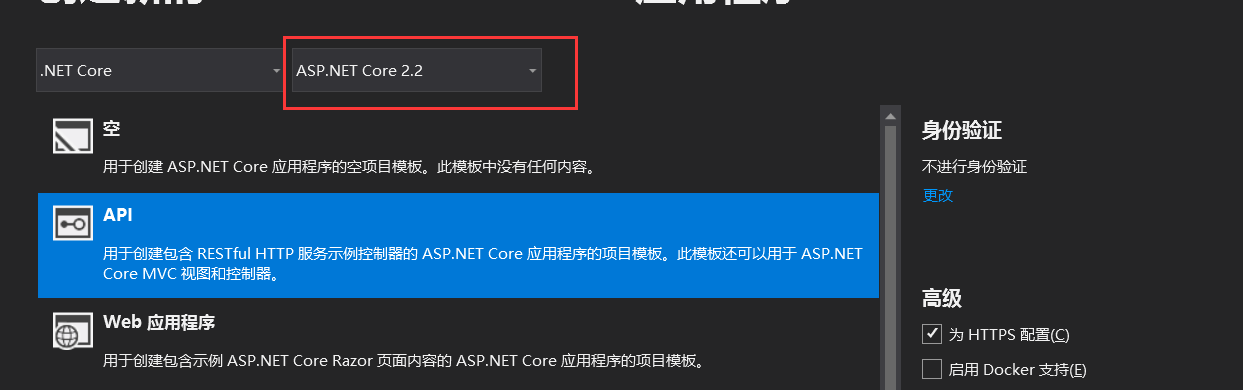 .NET Core
ASP.NET Core 2.2
空
用于创建 ASP.NET Core 应用程序的空项目模板。此模板中没有任何内容。
API
用于创建包含 RESTful HTTP 服务示例控制器的 ASP.NET Core 应用程序的项目模板。此模板还可以用于 ASP.NET
Core MVC 视图和控制器。
Web 应用程序
用于创建包含示例 ASP.NET Core Razor 页面内容的 ASP.NET Core 应用程序的项目模板。
身份验证
不进行身份验证
更改
高级
为 HTTPS 配置(C)
启用 Docker 支持(E)